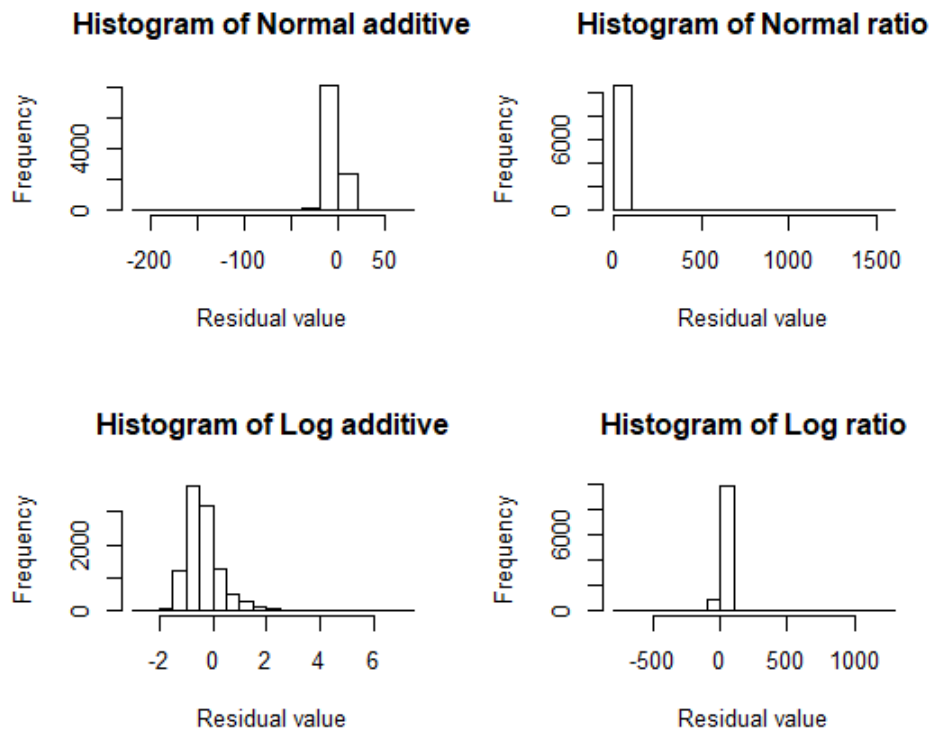 Histogram of Normal additive
Frequency
0
4000
-200
-100
0
50
Residual value
Histogram of Normal ratio
Frequency
0
6000
0
500
1000
1500
Residual value
Histogram of Log additive
Frequency
0
2000
-2
0
2
4
6
Residual value
Histogram of Log ratio
Frequency
0
6000
-500
0
500
1000
Residual value